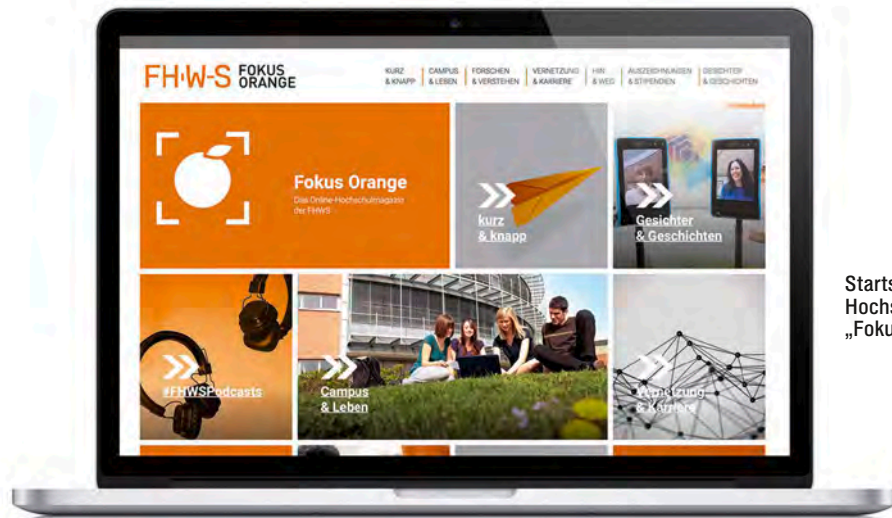 FH·W-S FOKUS
ORANGE
KURZ
& KNAPP
CAMPUS
& LEBEN
FORSCHEN
& VERSTEHEN
VERNETZUNG
& KARRIERE
HIN
& WEG
AUSZEICHNUNGEN
& STIPENDIEN
GESICHTER
& GESCHICHTEN
Fokus Orange
Das Online-Hochschulmagazin
der FHWS
kurz
& knapp
Gesichter
& Geschichten
#FHWSPodcasts
Campus
& Leben
Vernetzung
& Karriere
Starts
Hochs
„Foku